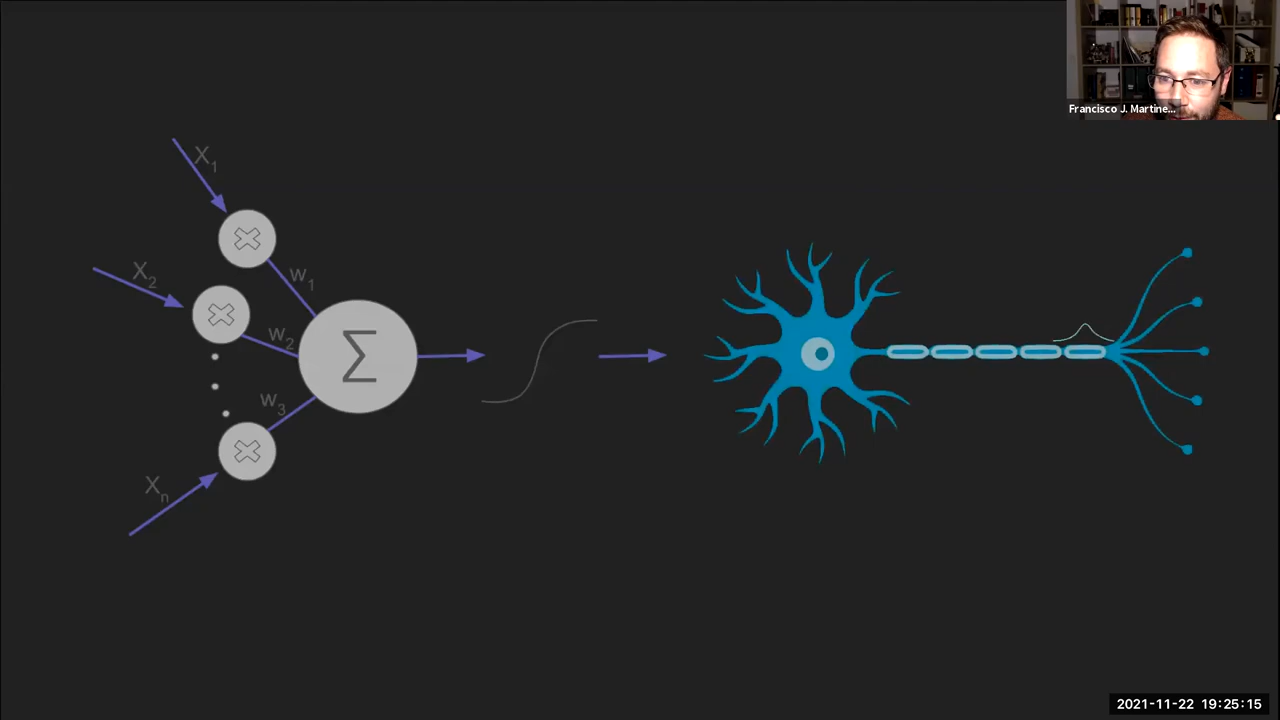 Francisco J. Martine...
X1
X2
w1
w2
Σ
w3
Xn
2021-11-22 19:25:15